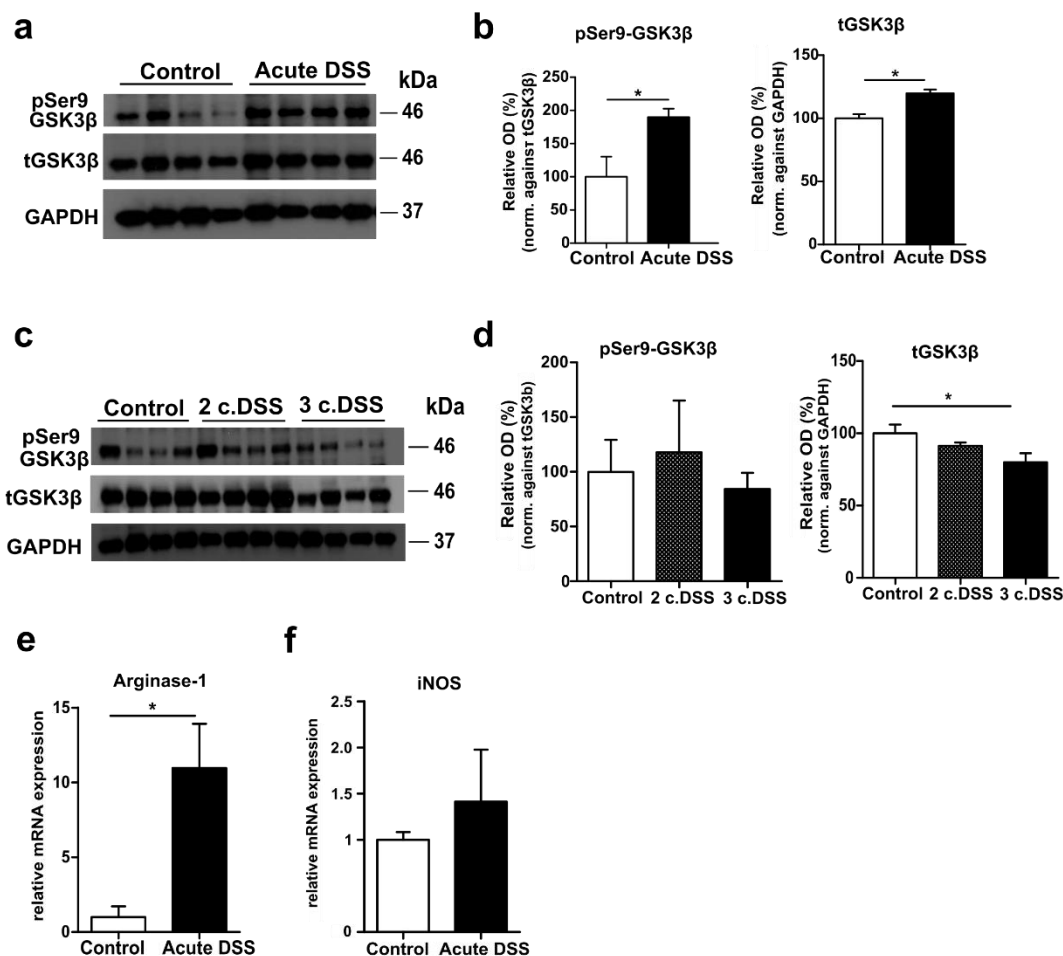 a
Control Acute DSS kDa
pSer9
GSK3β
46
tGSK3β
46
GAPDH
37
b
pSer9-GSK3β
Relative OD (%)
(norm. against tGSK3β)
250
200
150
100
50
0
*
Control Acute DSS
tGSK3β
Relative OD (%)
(norm. against GAPDH)
150
100
50
0
*
Control Acute DSS
c
Control 2 c.DSS 3 c.DSS kDa
pSer9
GSK3β
46
tGSK3β
46
GAPDH
37
d
pSer9-GSK3β
Relative OD (%)
(norm. against tGSK3b)
200
150
100
50
0
Control 2 c.DSS 3 c.DSS
tGSK3β
Relative OD (%)
(norm. against GAPDH)
150
100
50
0
*
Control 2 c.DSS 3 c.DSS
e
Arginase-1
relative mRNA expression
15
10
5
0
*
Control Acute DSS
f
iNOS
relative mRNA expression
2.5
2.0
1.5
1
0
Control Acute DSS